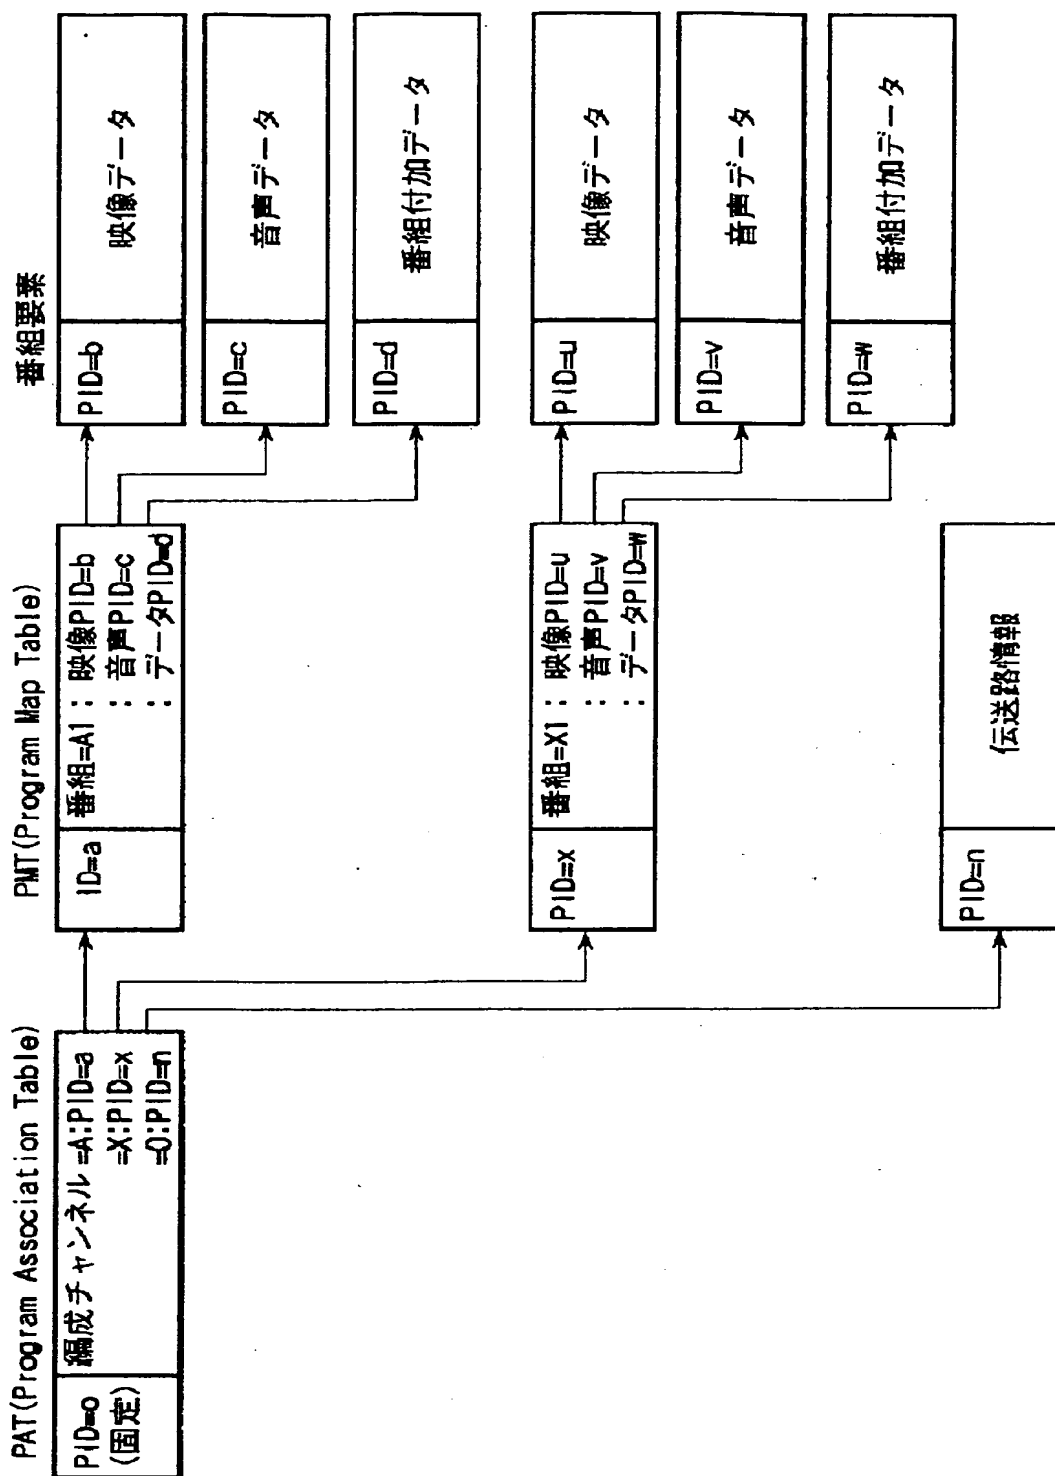 PAT(Program Association Table)
PID=o
(固定)
編成チャンネル=A:PID=a
=X:PID=x
=0:PID=n
PMT(Program Map Table)
ID=a
番組=A1:映像PID=b
:音声PID=c
:データPID=d
PID=x
番組=X1:映像PID=u
:音声PID=v
:データPID=w
PID=n
伝送路情報
番組要素
PID=b
映像データ
PID=c
音声データ
PID=d
番組付加データ
PID=u
映像データ
PID=v
音声データ
PID=w
番組付加データ